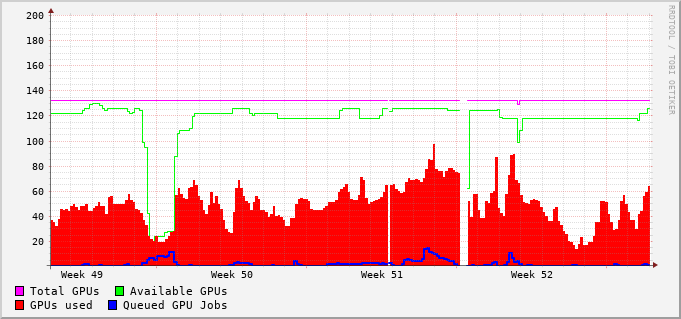 200
180
160
140
120
100
80
60
40
20
Week 49 Week 50 Week 51 Week 52
Total GPUs Available GPUs
GPUs used Queued GPU Jobs
RRDTOOL / TOBI OETIKER